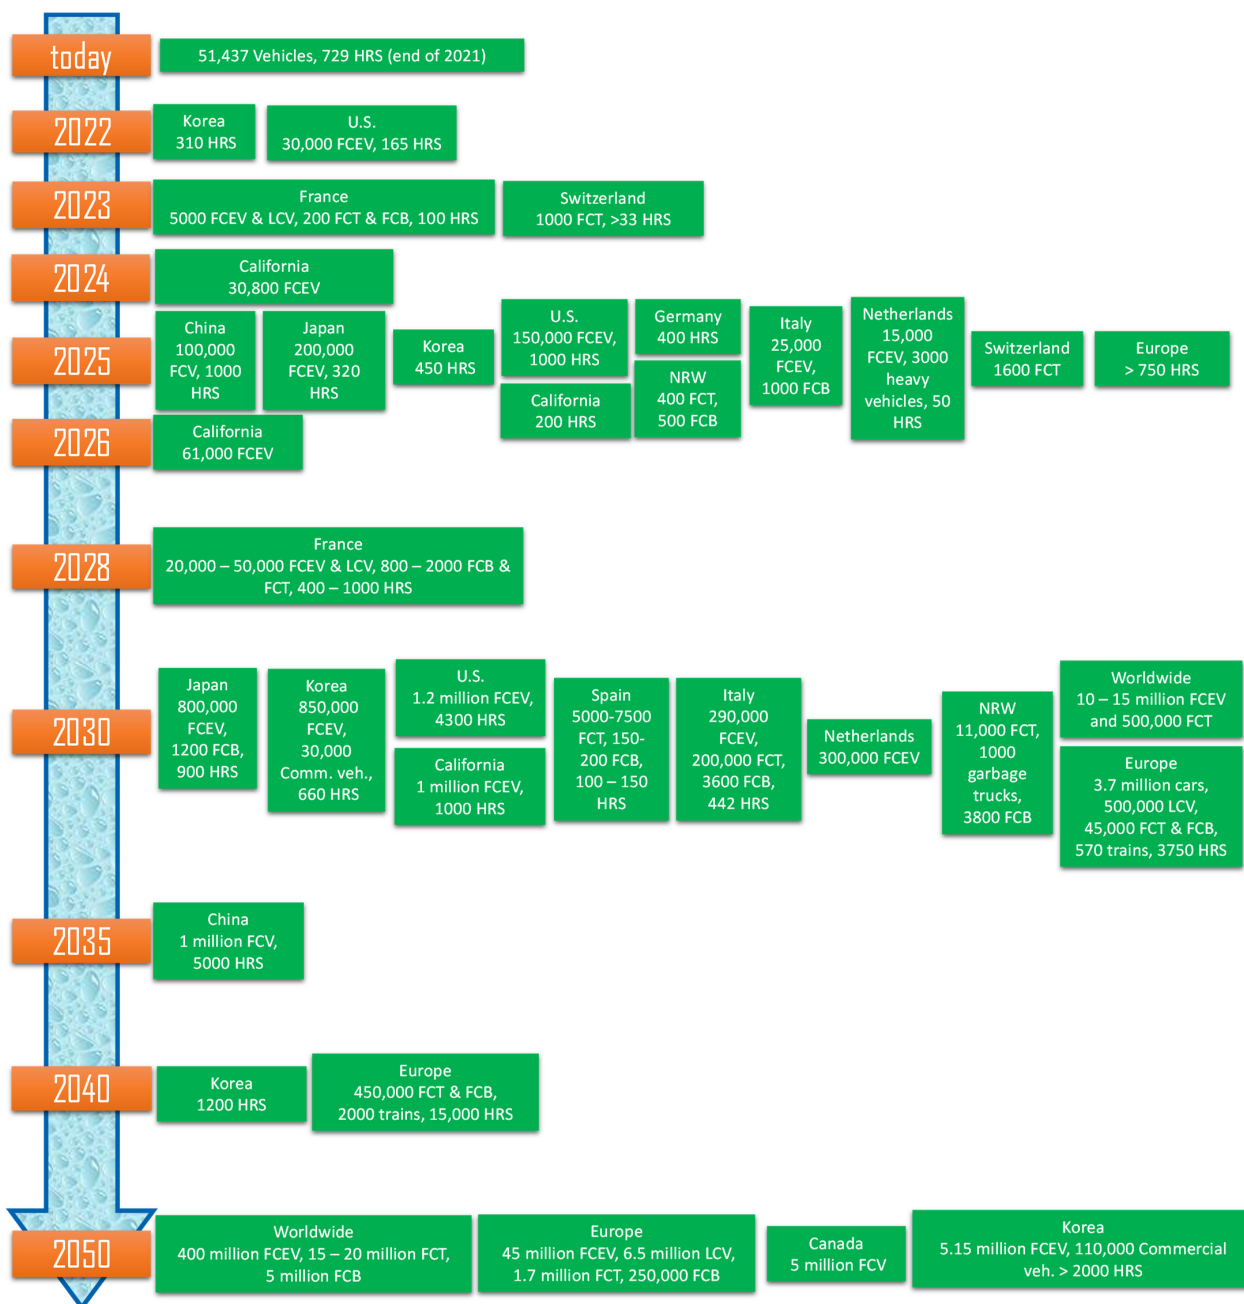 today
51,437 Vehicles, 729 HRS (end of 2021)
2022
Korea
310 HRS
U.S.
30,000 FCEV, 165 HRS
2023
France
5000 FCEV & LCV, 200 FCT & FCB, 100 HRS
Switzerland
1000 FCT, >33 HRS
2024
California
30,800 FCEV
2025
China
100,000
FCV, 1000
HRS
Japan
200,000
FCEV, 320
HRS
Korea
450 HRS
U.S.
150,000 FCEV,
1000 HRS
California
200 HRS
Germany
400 HRS
NRW
400 FCT,
500 FCB
Italy
25,000
FCEV,
1000 FCB
Netherlands
15,000
FCEV, 3000
heavy
vehicles, 50
HRS
Switzerland
1600 FCT
Europe
> 750 HRS
2026
California
61,000 FCEV
2028
France
20,000 – 50,000 FCEV & LCV, 800 – 2000 FCB &
FCT, 400 – 1000 HRS
2030
Japan
800,000
FCEV,
1200 FCB,
900 HRS
Korea
850,000
FCEV,
30,000
Comm. veh.,
660 HRS
U.S.
1.2 million FCEV,
4300 HRS
California
1 million FCEV,
1000 HRS
Spain
5000-7500
FCT, 150-
200 FCB,
100 – 150
HRS
Italy
290,000
FCEV,
200,000 FCT,
3600 FCB,
442 HRS
Netherlands
300,000 FCEV
NRW
11,000 FCT,
1000
garbage
trucks,
3800 FCB
Worldwide
10 – 15 million FCEV
and 500,000 FCT
Europe
3.7 million cars,
500,000 LCV,
45,000 FCT & FCB,
570 trains, 3750 HRS
2035
China
1 million FCV,
5000 HRS
2040
Korea
1200 HRS
Europe
450,000 FCT & FCB,
2000 trains, 15,000 HRS
2050
Worldwide
400 million FCEV, 15 – 20 million FCT,
5 million FCB
Europe
45 million FCEV, 6.5 million LCV,
1.7 million FCT, 250,000 FCB
Canada
5 million FCV
Korea
5.15 million FCEV, 110,000 Commercial
veh. > 2000 HRS